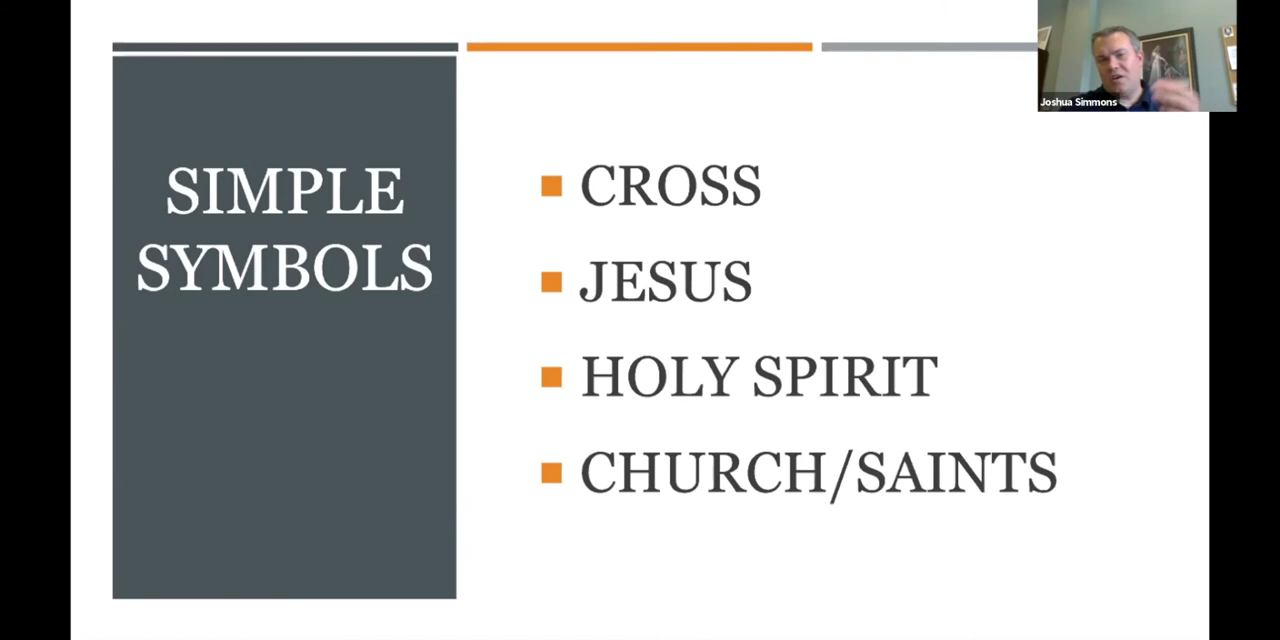 SIMPLE
SYMBOLS
CROSS
JESUS
HOLY SPIRIT
CHURCH/SAINTS
Joshua Simmons